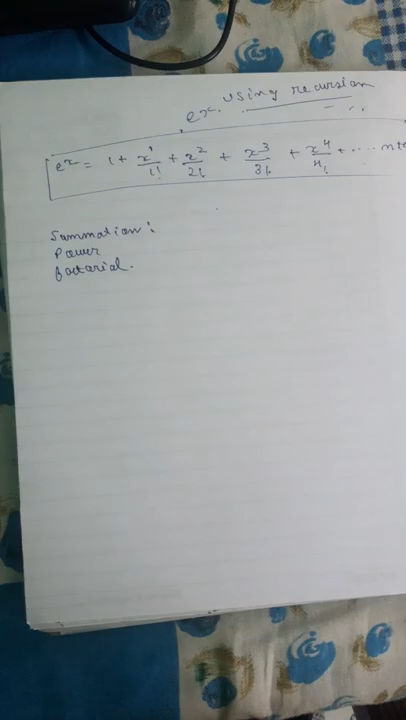 e^x using recursion
e^x = 1 + x^1/1! + x^2/2! + x^3/3! + x^4/4! + .... n
Summation:
Power
factorial.